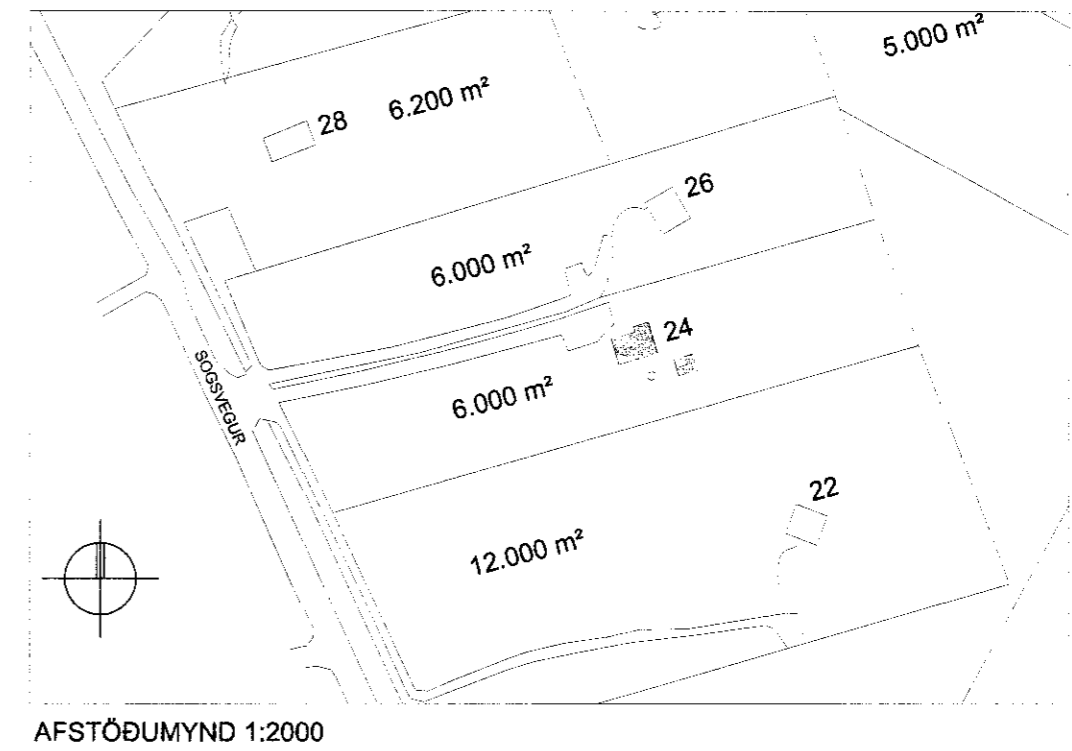 5.000 m²
28
6.200 m²
26
6.000 m²
24
SOGSVEGUR
6.000 m²
22
12.000 m²
AFSTÖÐUMYND 1:2000